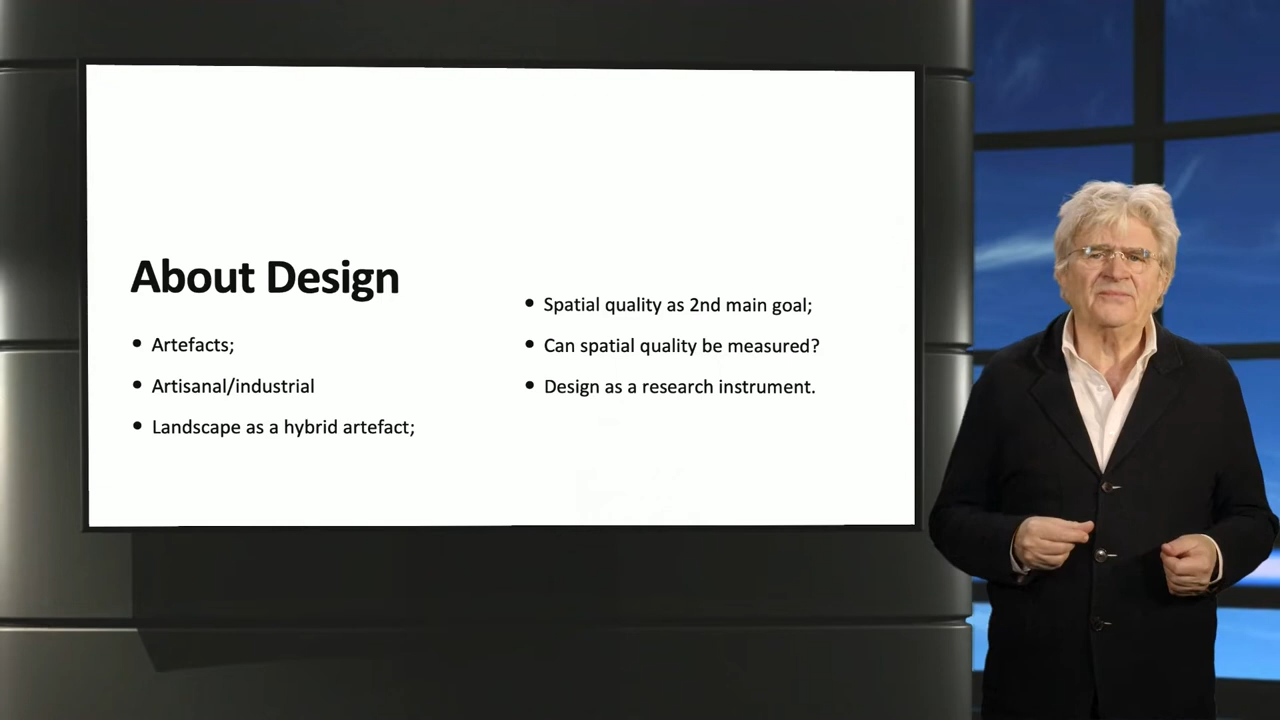 About Design
• Artefacts;
• Artisanal/industrial
• Landscape as a hybrid artefact;
• Spatial quality as 2nd main goal;
• Can spatial quality be measured?
• Design as a research instrument.